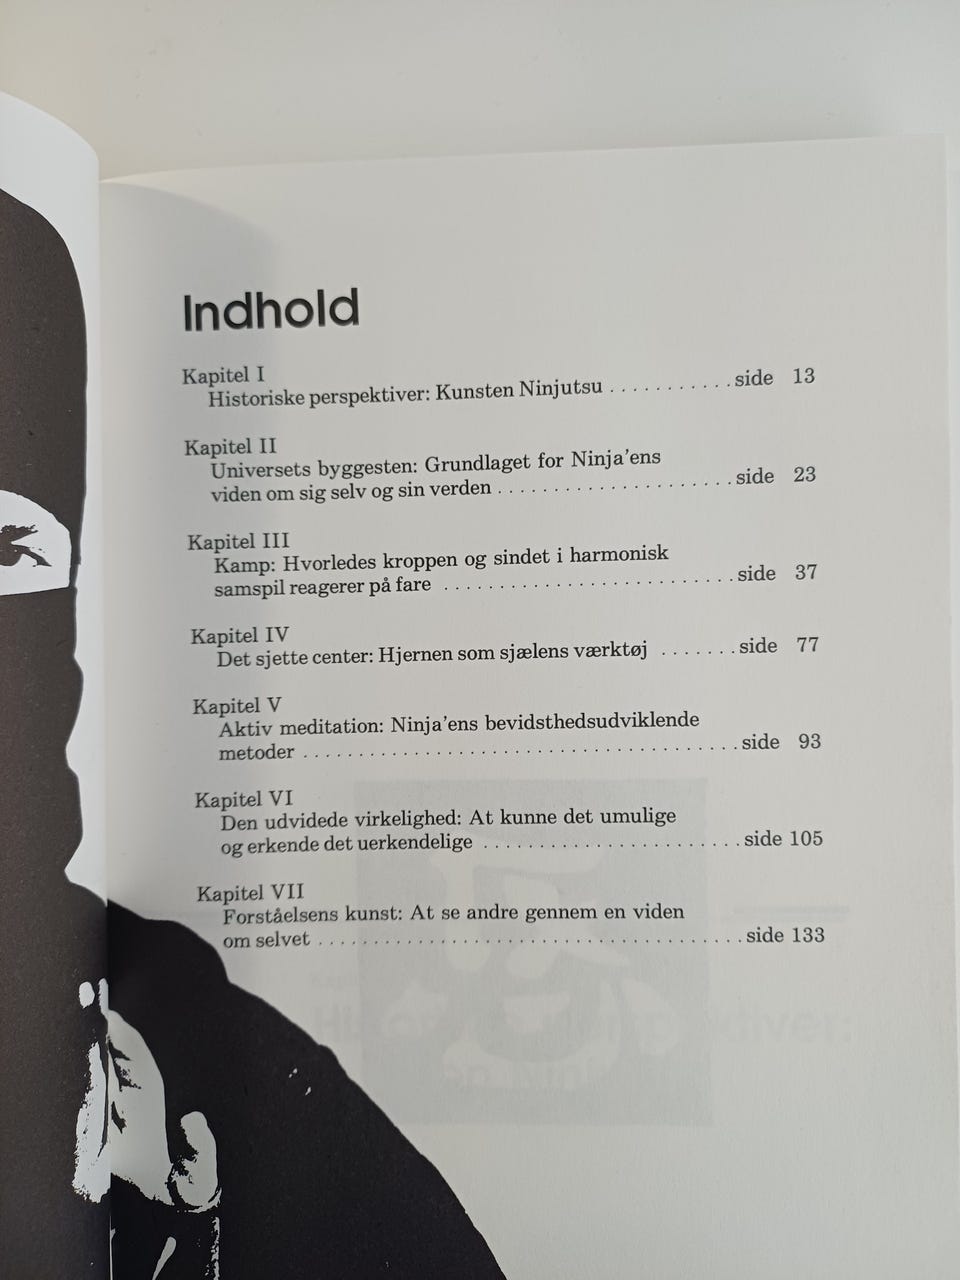 Indhold
Kapitel I
Historiske perspektiver: Kunsten Ninjutsu . . . . . . . . . . . side 13
Kapitel II
Universets byggesten: Grundlaget for Ninja'ens
viden om sig selv og sin verden . . . . . . . . . . . . . . . . . . . . . side 23
Kapitel III
Kamp: Hvorledes kroppen og sindet i harmonisk
samspil reagerer på fare . . . . . . . . . . . . . . . . . . . . . . . . . . side 37
Kapitel IV
Det sjette center: Hjernen som sjælens værktøj . . . . . . . side 77
Kapitel V
Aktiv meditation: Ninja'ens bevidsthedsudviklende
metoder . . . . . . . . . . . . . . . . . . . . . . . . . . . . . . . . . . . . . . . side 93
Kapitel VI
Den udvidede virkelighed: At kunne det umulige
og erkende det uerkendelige . . . . . . . . . . . . . . . . . . . . . . . side 105
Kapitel VII
Forståelsens kunst: At se andre gennem en viden
om selvet . . . . . . . . . . . . . . . . . . . . . . . . . . . . . . . . . . . . . . side 133